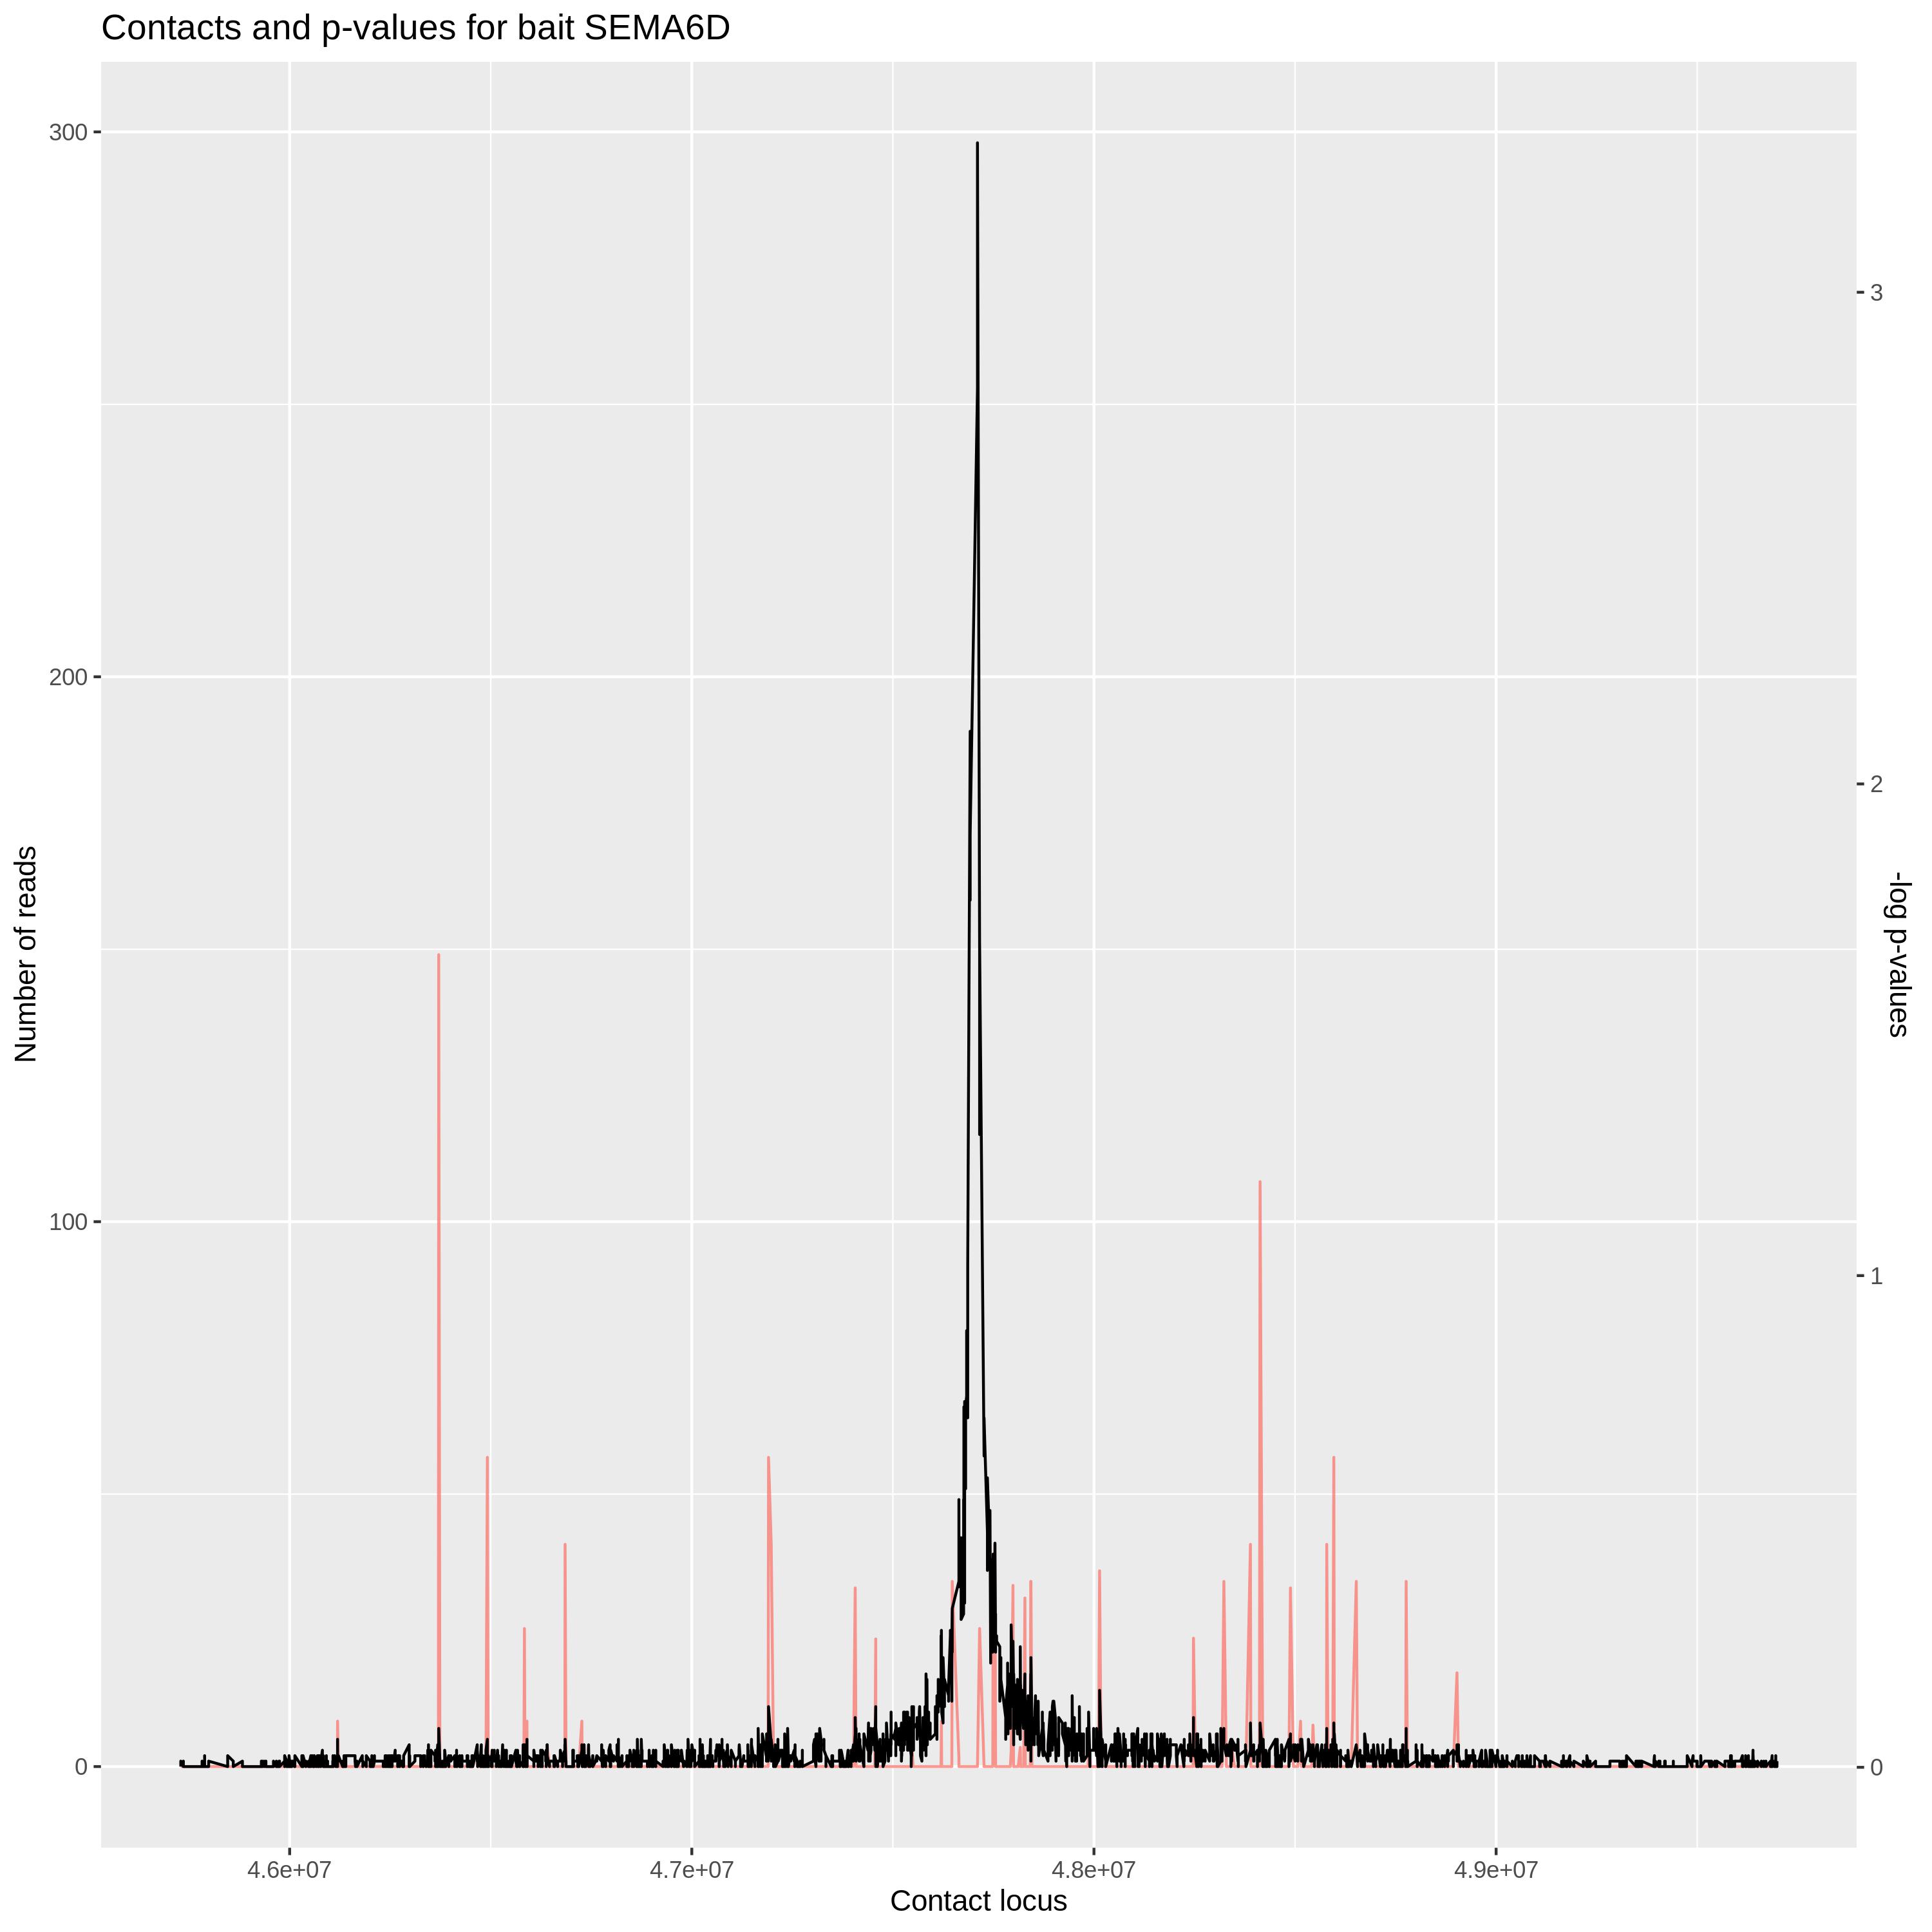 Contacts and p-values for bait SEMA6D
300
200
100
0
Number of reads
3
2
1
0
-log p-values
4.6e+07
4.7e+07
4.8e+07
4.9e+07
Contact locus